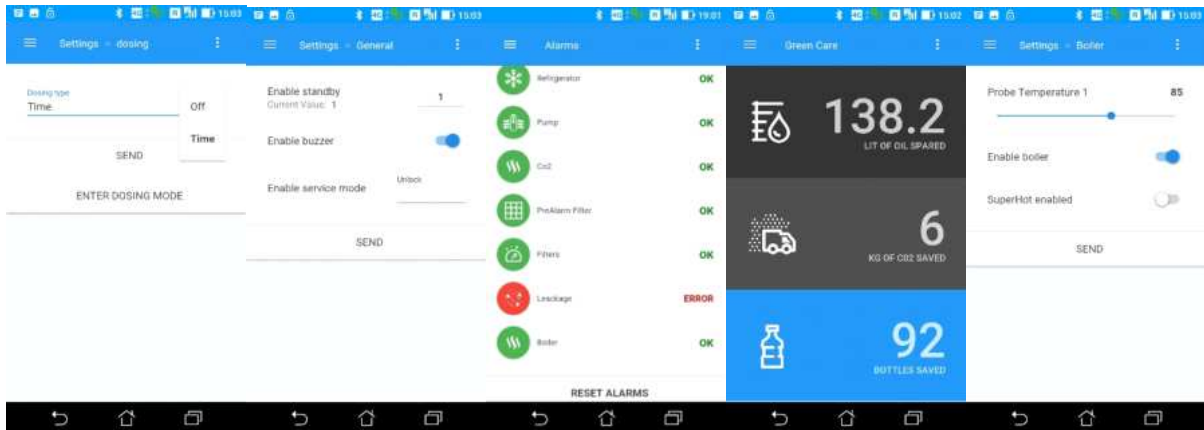 15:03
Settings - dosing
Dosing type
Time
Off
Time
SEND
ENTER DOSING MODE
15:03
Settings - General
Enable standby
Current Value: 1
1
Enable buzzer
Enable service mode
Unlock
SEND
19:01
Alarms
Refrigerator OK
Pump OK
Co2 OK
PreAlarm Filter OK
Filters OK
Leackage ERROR
Boiler OK
RESET ALARMS
15:02
Green Care
138.2
LIT OF OIL SPARED
6
KG OF CO2 SAVED
92
BOTTLES SAVED
15:03
Settings - Boiler
Probe Temperature 1 85
Enable boiler
SuperHot enabled
SEND